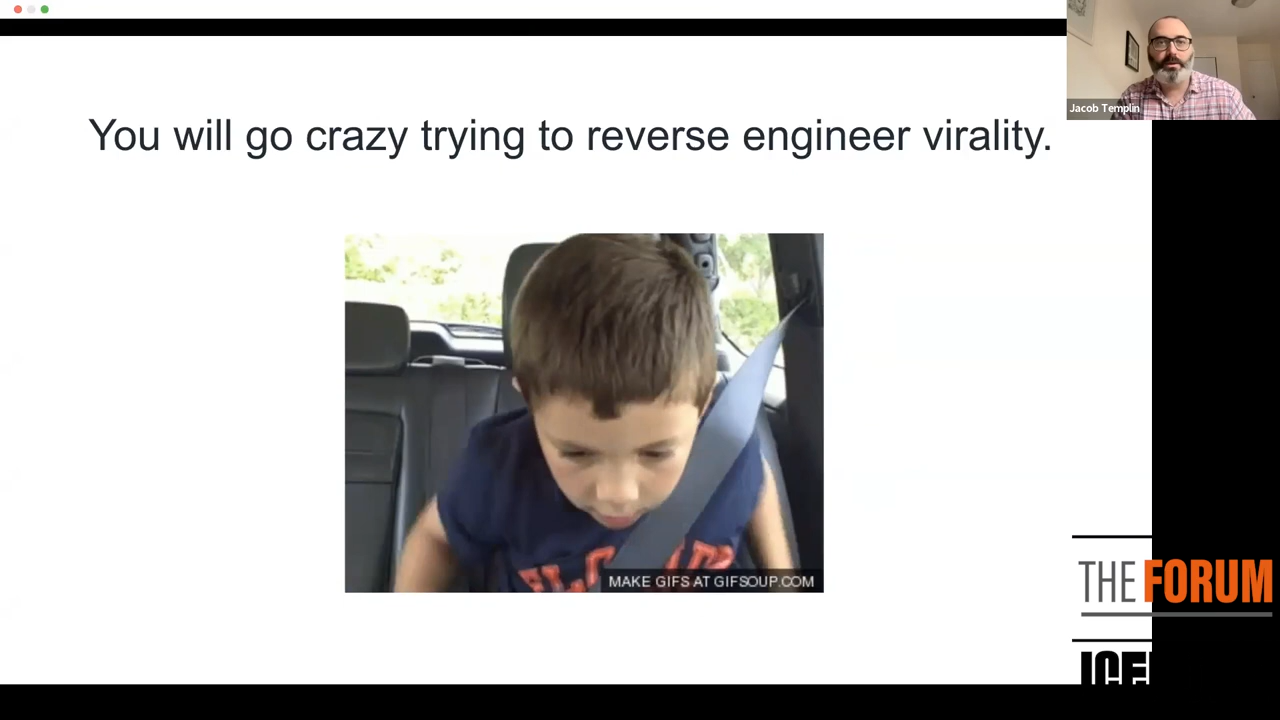 You will go crazy trying to reverse engineer virality.
Jacob Templin
MAKE GIFS AT GIFSOUP.COM
THE FORUM